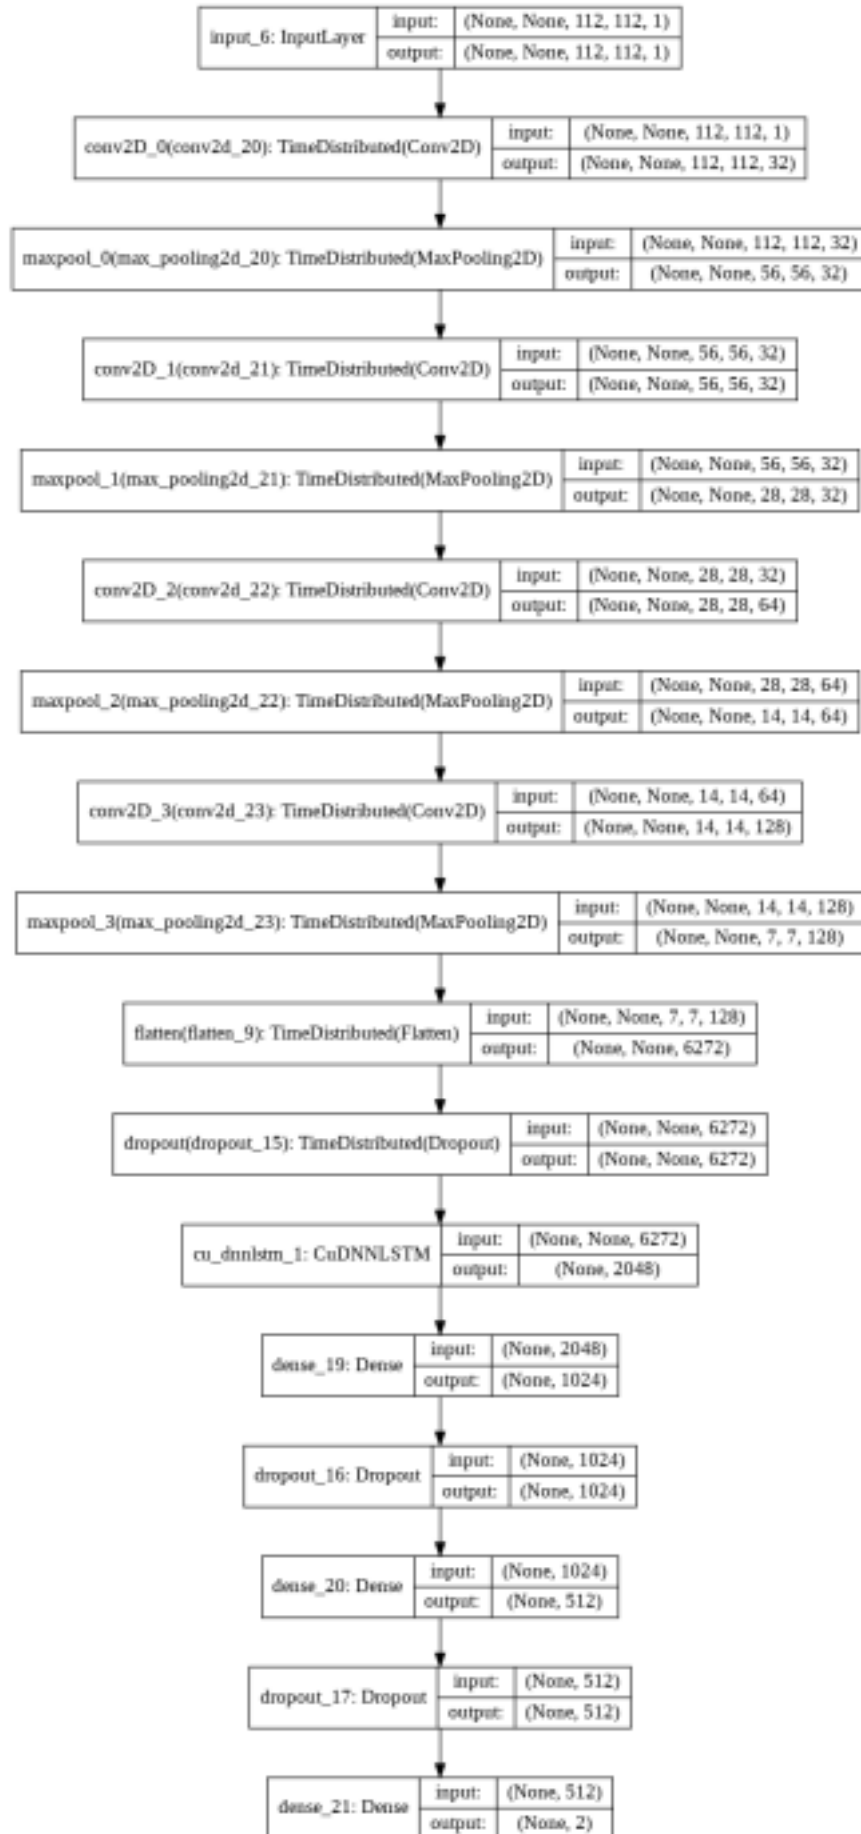 input_6: InputLayer
input: (None, None, 112, 112, 1)
output: (None, None, 112, 112, 1)
conv2D_0(conv2d_20): TimeDistributed(Conv2D)
input: (None, None, 112, 112, 1)
output: (None, None, 112, 112, 32)
maxpool_0(max_pooling2d_20): TimeDistributed(MaxPooling2D)
input: (None, None, 112, 112, 32)
output: (None, None, 56, 56, 32)
conv2D_1(conv2d_21): TimeDistributed(Conv2D)
input: (None, None, 56, 56, 32)
output: (None, None, 56, 56, 32)
maxpool_1(max_pooling2d_21): TimeDistributed(MaxPooling2D)
input: (None, None, 56, 56, 32)
output: (None, None, 28, 28, 32)
conv2D_2(conv2d_22): TimeDistributed(Conv2D)
input: (None, None, 28, 28, 32)
output: (None, None, 28, 28, 64)
maxpool_2(max_pooling2d_22): TimeDistributed(MaxPooling2D)
input: (None, None, 28, 28, 64)
output: (None, None, 14, 14, 64)
conv2D_3(conv2d_23): TimeDistributed(Conv2D)
input: (None, None, 14, 14, 64)
output: (None, None, 14, 14, 128)
maxpool_3(max_pooling2d_23): TimeDistributed(MaxPooling2D)
input: (None, None, 14, 14, 128)
output: (None, None, 7, 7, 128)
flatten(flatten_9): TimeDistributed(Flatten)
input: (None, None, 7, 7, 128)
output: (None, None, 6272)
dropout(dropout_15): TimeDistributed(Dropout)
input: (None, None, 6272)
output: (None, None, 6272)
cu_dnnlstm_1: CuDNNLSTM
input: (None, None, 6272)
output: (None, 2048)
dense_19: Dense
input: (None, 2048)
output: (None, 1024)
dropout_16: Dropout
input: (None, 1024)
output: (None, 1024)
dense_20: Dense
input: (None, 1024)
output: (None, 512)
dropout_17: Dropout
input: (None, 512)
output: (None, 512)
dense_21: Dense
input: (None, 512)
output: (None, 2)